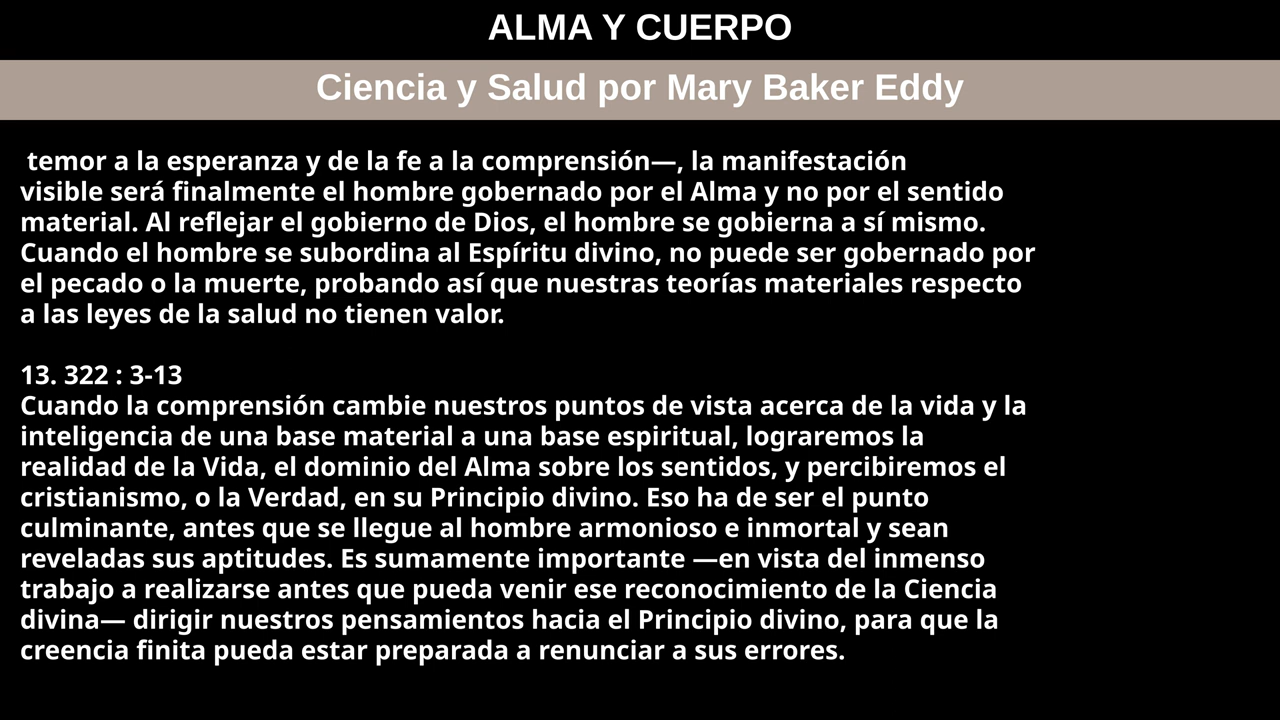 ALMA Y CUERPO
Ciencia y Salud por Mary Baker Eddy
temor a la esperanza y de la fe a la comprensión—, la manifestación
visible será finalmente el hombre gobernado por el Alma y no por el sentido
material. Al reflejar el gobierno de Dios, el hombre se gobierna a sí mismo.
Cuando el hombre se subordina al Espíritu divino, no puede ser gobernado por
el pecado o la muerte, probando así que nuestras teorías materiales respecto
a las leyes de la salud no tienen valor.
13. 322 : 3-13
Cuando la comprensión cambie nuestros puntos de vista acerca de la vida y la
inteligencia de una base material a una base espiritual, lograremos la
realidad de la Vida, el dominio del Alma sobre los sentidos, y percibiremos el
cristianismo, o la Verdad, en su Principio divino. Eso ha de ser el punto
culminante, antes que se llegue al hombre armonioso e inmortal y sean
reveladas sus aptitudes. Es sumamente importante —en vista del inmenso
trabajo a realizarse antes que pueda venir ese reconocimiento de la Ciencia
divina— dirigir nuestros pensamientos hacia el Principio divino, para que la
creencia finita pueda estar preparada a renunciar a sus errores.